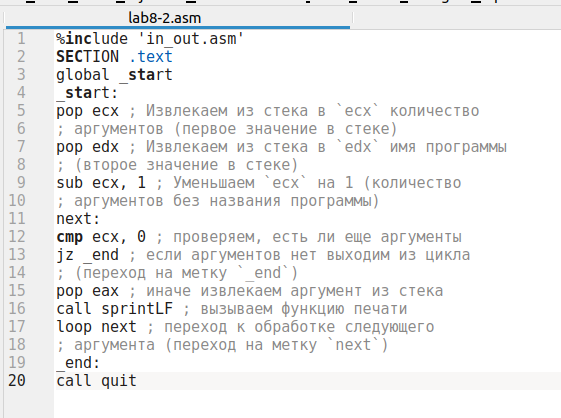 lab8-2.asm
1 %include 'in_out.asm'
2 SECTION .text
3 global _start
4 _start:
5 pop ecx ; Извлекаем из стека в `ecx` количество
6 ; аргументов (первое значение в стеке)
7 pop edx ; Извлекаем из стека в `edx` имя программы
8 ; (второе значение в стеке)
9 sub ecx, 1 ; Уменьшаем `ecx` на 1 (количество
10 ; аргументов без названия программы)
11 next:
12 cmp ecx, 0 ; проверяем, есть ли еще аргументы
13 jz _end ; если аргументов нет выходим из цикла
14 ; (переход на метку `_end`)
15 pop eax ; иначе извлекаем аргумент из стека
16 call sprintLF ; вызываем функцию печати
17 loop next ; переход к обработке следующего
18 ; аргумента (переход на метку `next`)
19 _end:
20 call quit